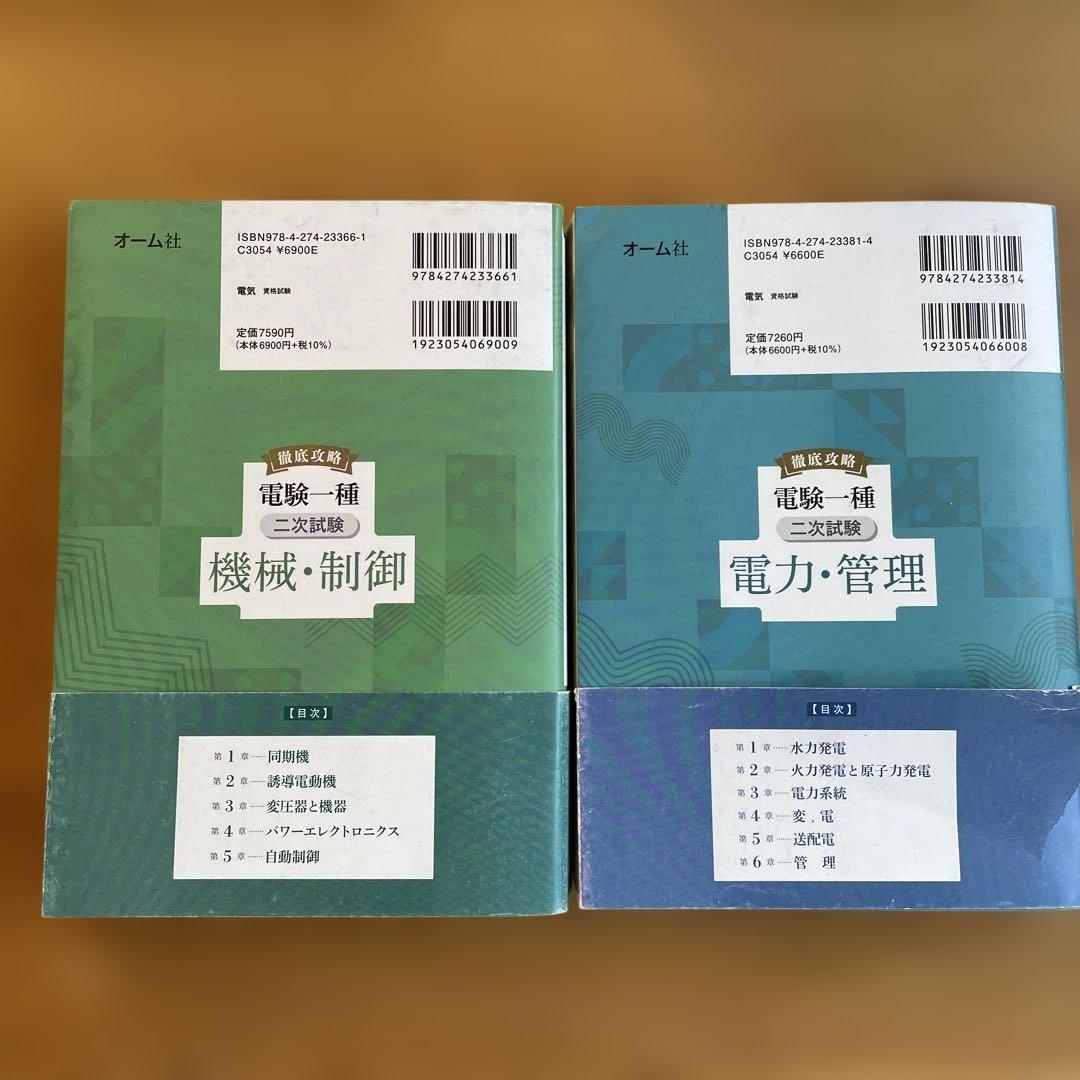 オーム社
ISBN978-4-274-23366-1
C3054 ¥6900E
9784274233661
電気 資格試験
定価7590円
(本体6900円+税10%)
1923054069009
徹底攻略
電験一種
二次試験
機械・制御
【目次】
第1章……同期機
第2章……誘導電動機
第3章……変圧器と機器
第4章……パワーエレクトロニクス
第5章……自動制御
オーム社
ISBN978-4-274-23381-4
C3054 ¥6600E
9784274233814
電気 資格試験
定価7260円
(本体6600円+税10%)
1923054066008
徹底攻略
電験一種
二次試験
電力・管理
【目次】
第1章……水力発電
第2章……火力発電と原子力発電
第3章……電力系統
第4章……変 電
第5章……送配電
第6章……管 理